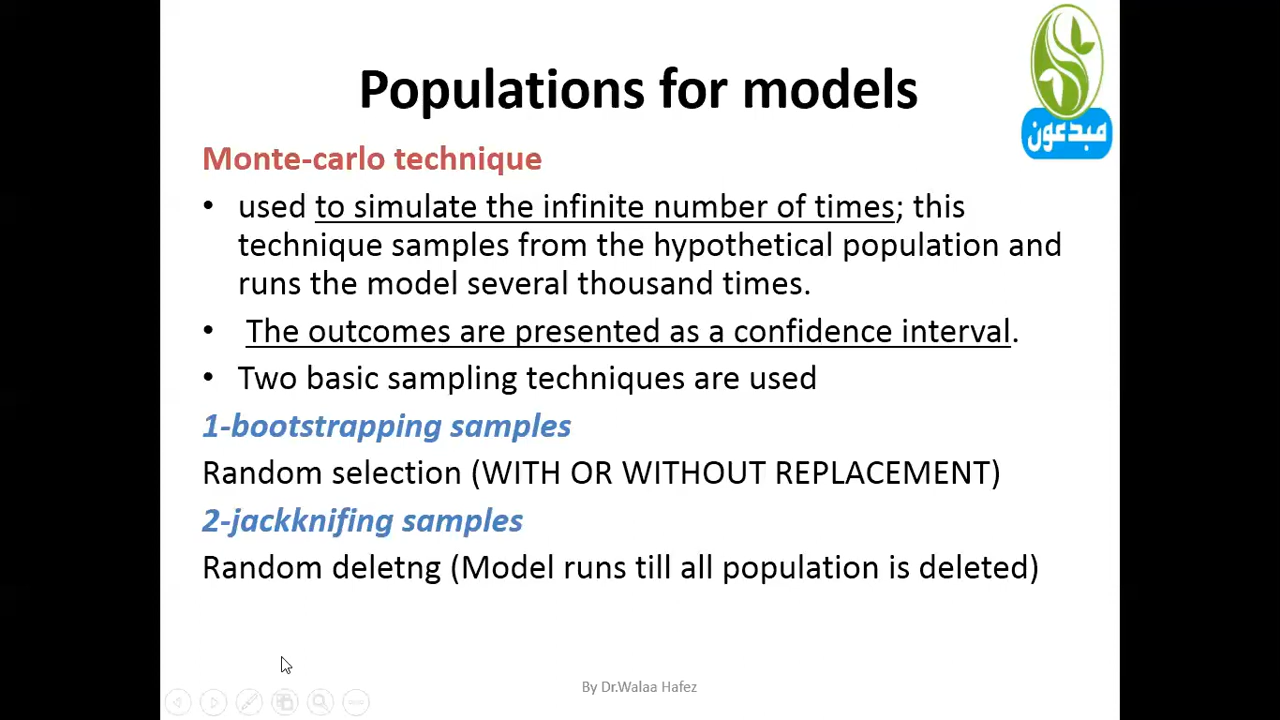 Populations for models
مبدعون
Monte-carlo technique
• used to simulate the infinite number of times; this
technique samples from the hypothetical population and
runs the model several thousand times.
• The outcomes are presented as a confidence interval.
• Two basic sampling techniques are used
1-bootstrapping samples
Random selection (WITH OR WITHOUT REPLACEMENT)
2-jackknifing samples
Random deletng (Model runs till all population is deleted)
By Dr.Walaa Hafez